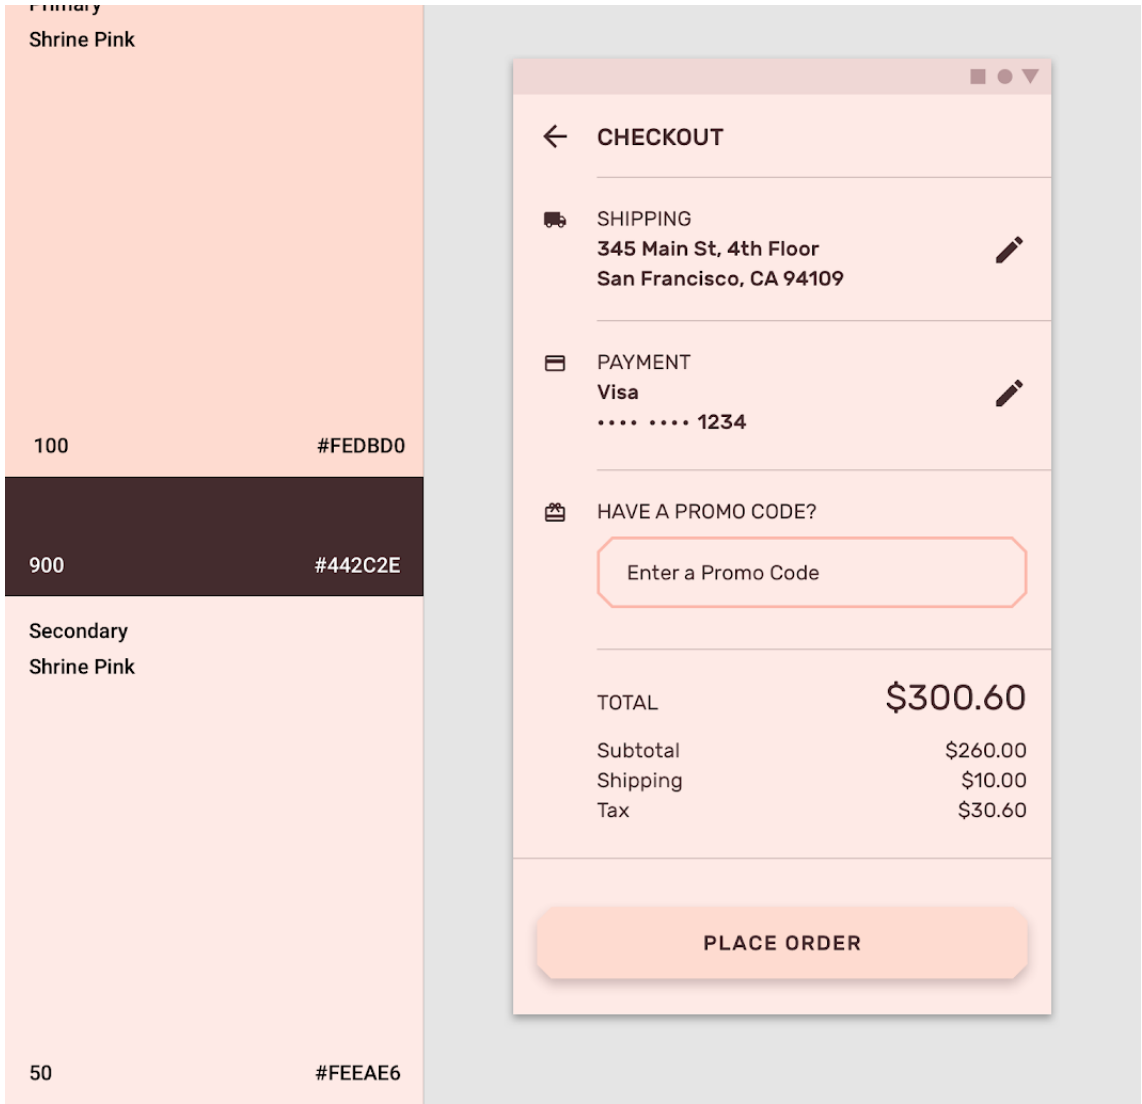 Primary
Shrine Pink
100 #FEDBD0
900 #442C2E
Secondary
Shrine Pink
50 #FEEAE6
CHECKOUT
SHIPPING
345 Main St, 4th Floor
San Francisco, CA 94109
PAYMENT
Visa
•••• •••• 1234
HAVE A PROMO CODE?
Enter a Promo Code
TOTAL $300.60
Subtotal $260.00
Shipping $10.00
Tax $30.60
PLACE ORDER